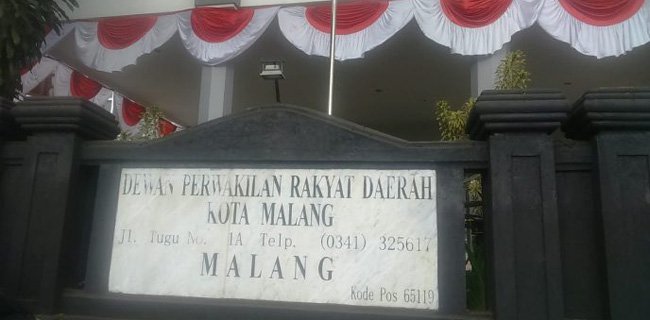 DEWAN PERWAKILAN RAKYAT DAERAH
KOTA MALANG
Jl. Tugu No. 1A Telp. (0341) 325617
MALANG
Kode Pos 65119